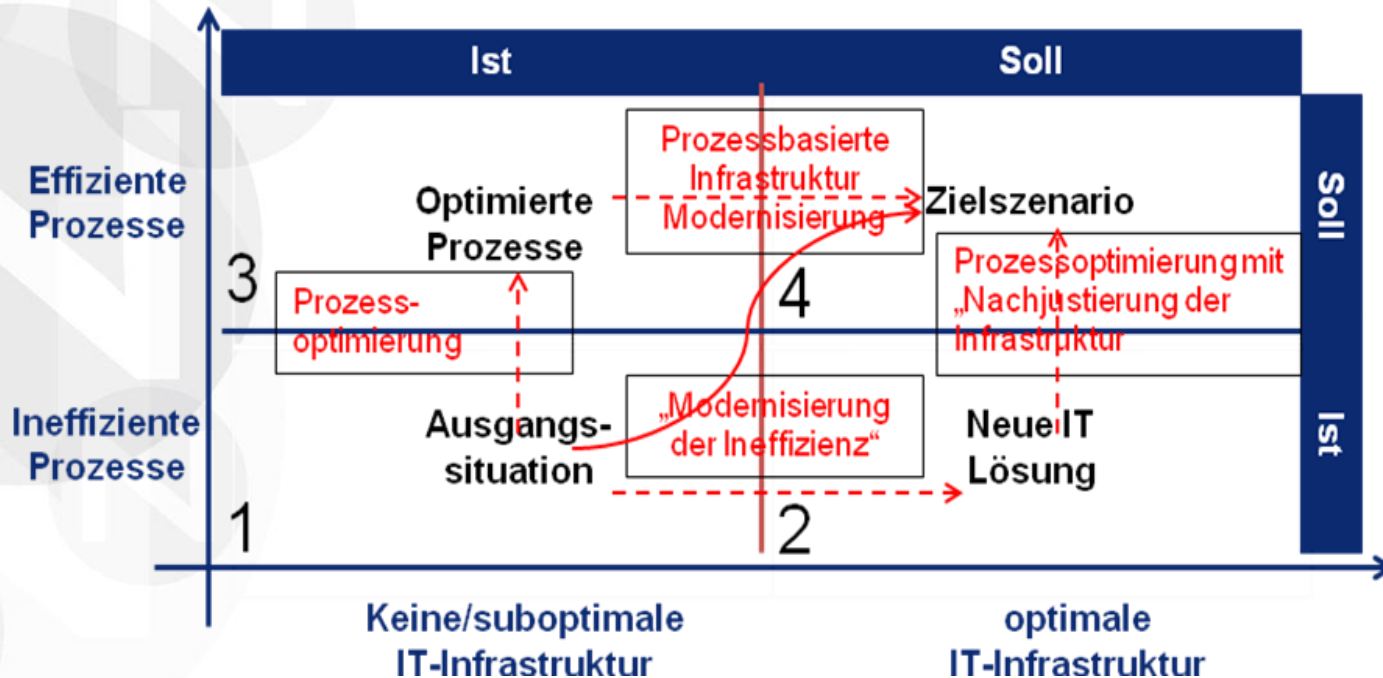 Ist
Soll
Effiziente
Prozesse
Optimierte
Prozesse
Prozessbasierte
Infrastruktur
Modernisierung
Zielszenario
Soll
3
Prozess-
optimierung
4
Prozessoptimierung mit
„Nachjustierung der
Infrastruktur
Ineffiziente
Prozesse
Ausgangs-
situation
„Modernisierung
der Ineffizienz“
Neue IT
Lösung
Ist
1
2
Keine/suboptimale
IT-Infrastruktur
optimale
IT-Infrastruktur